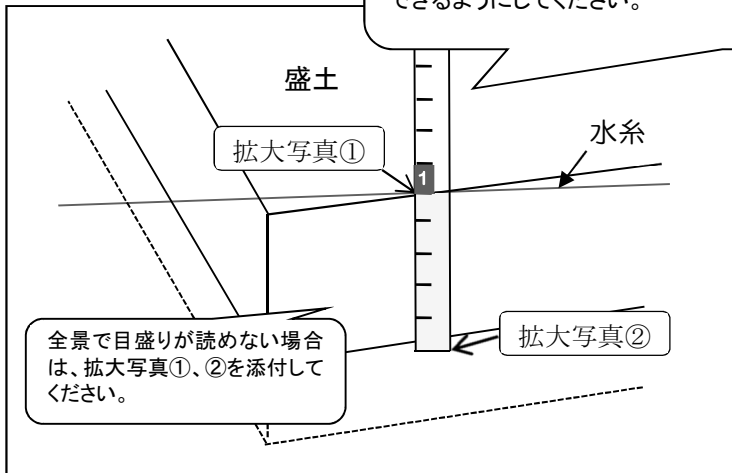 できるようにしてください。
盛土
水糸
拡大写真①
1
拡大写真②
全景で目盛りが読めない場合
は、拡大写真①、②を添付して
ください。